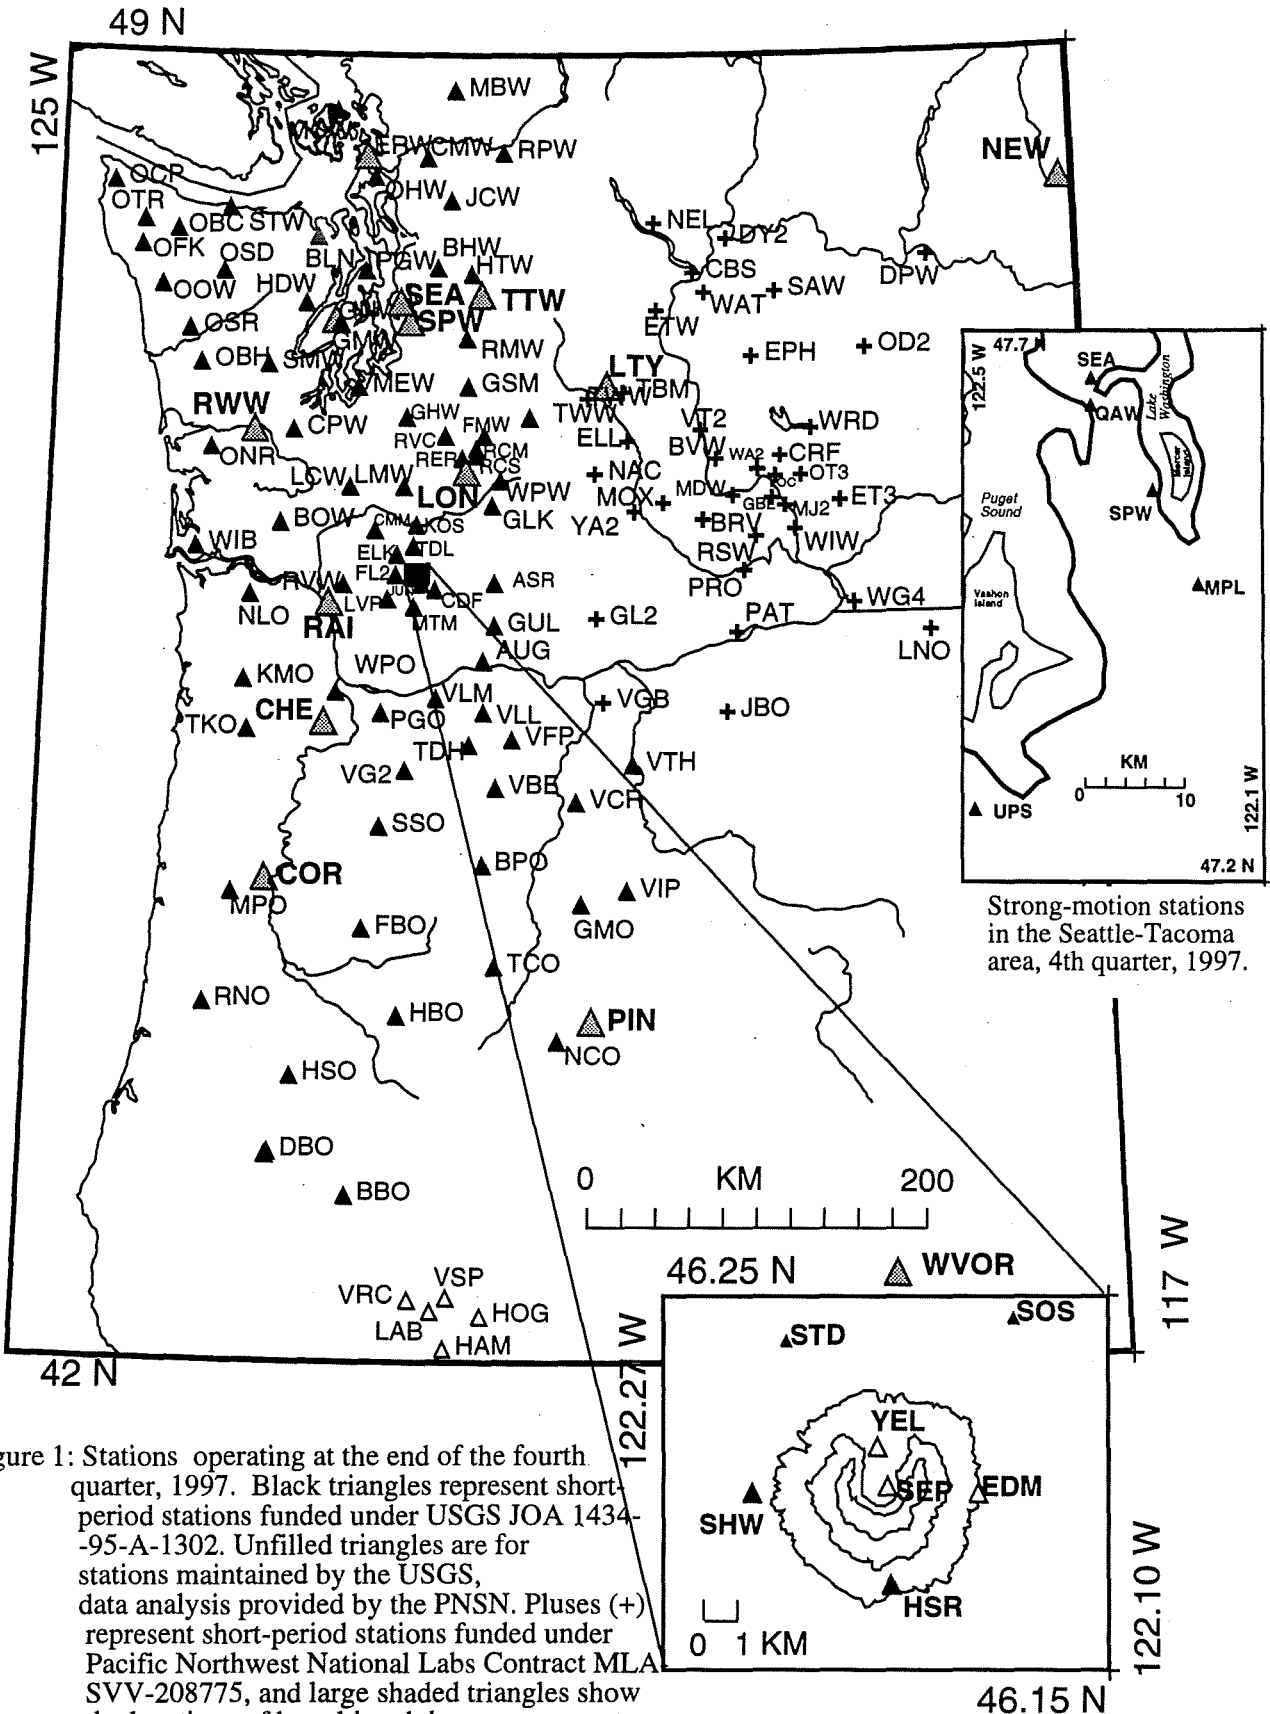 49 N
125 W
MBW
ERW
CMW
RPW
NEW
OCP
OHW
JCW
OTR
OBC
STW
NEL
DY2
OFK
OSD
BLN
PGW
BHW
HTW
CBS
DPW
OOW
HDW
SEA
TTW
WAT
SAW
OSR
SPW
ETW
GMW
OBH
SMW
RMW
EPH
OD2
LTY
MEW
GSM
TBM
RWW
GHW
FMW
TWW
VT2
WRD
CPW
RVC
ELL
BVW
WA2
CRF
ONR
RER
RCM
RCS
NAC
OT3
LCW
LMW
LON
WPW
MOX
MDW
GBE
MJ2
ET3
BOW
CMM
KOS
GLK
YA2
BRV
WIW
WIB
ELK
TDL
RSW
FL2
PRO
RVW
JUN
ASR
NLO
LVP
CDF
WG4
RAI
MTM
GUL
GL2
PAT
LNO
KMO
WPO
AUG
CHE
VLM
VGB
JBO
TKO
PGO
VLL
TDH
VFP
VTH
VG2
VBE
VCR
SSO
BPO
COR
VIP
MPO
FBO
GMO
TCO
RNO
HBO
PIN
NCO
HSO
DBO
BBO
0 KM 200
WVOR
VRC
VSP
LAB
HOG
HAM
42 N
117 W
47.7 N
122.5 W
SEA
QAW
Lake Washington
Mercer Island
Puget
Sound
SPW
MPL
Vashon
Island
KM
0 10
UPS
122.1 W
47.2 N
Strong-motion stations
in the Seattle-Tacoma
area, 4th quarter, 1997.
46.25 N
122.27 W
SOS
STD
YEL
SEP
EDM
SHW
HSR
0 1 KM
122.10 W
46.15 N
gure 1: Stations operating at the end of the fourth
quarter, 1997. Black triangles represent short-
period stations funded under USGS JOA 1434-
-95-A-1302. Unfilled triangles are for
stations maintained by the USGS,
data analysis provided by the PNSN. Pluses (+)
represent short-period stations funded under
Pacific Northwest National Labs Contract MLA
SVV-208775, and large shaded triangles show